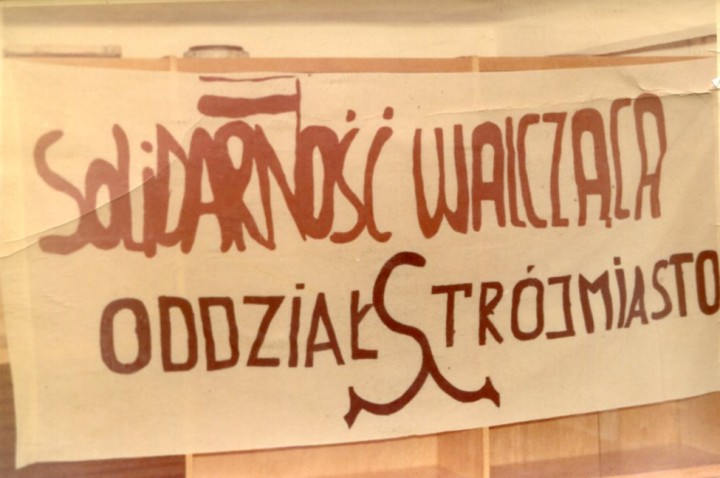 SOLiDARNOŚĆ WALCZĄCA
ODDZIAŁ TRÓJMIASTO